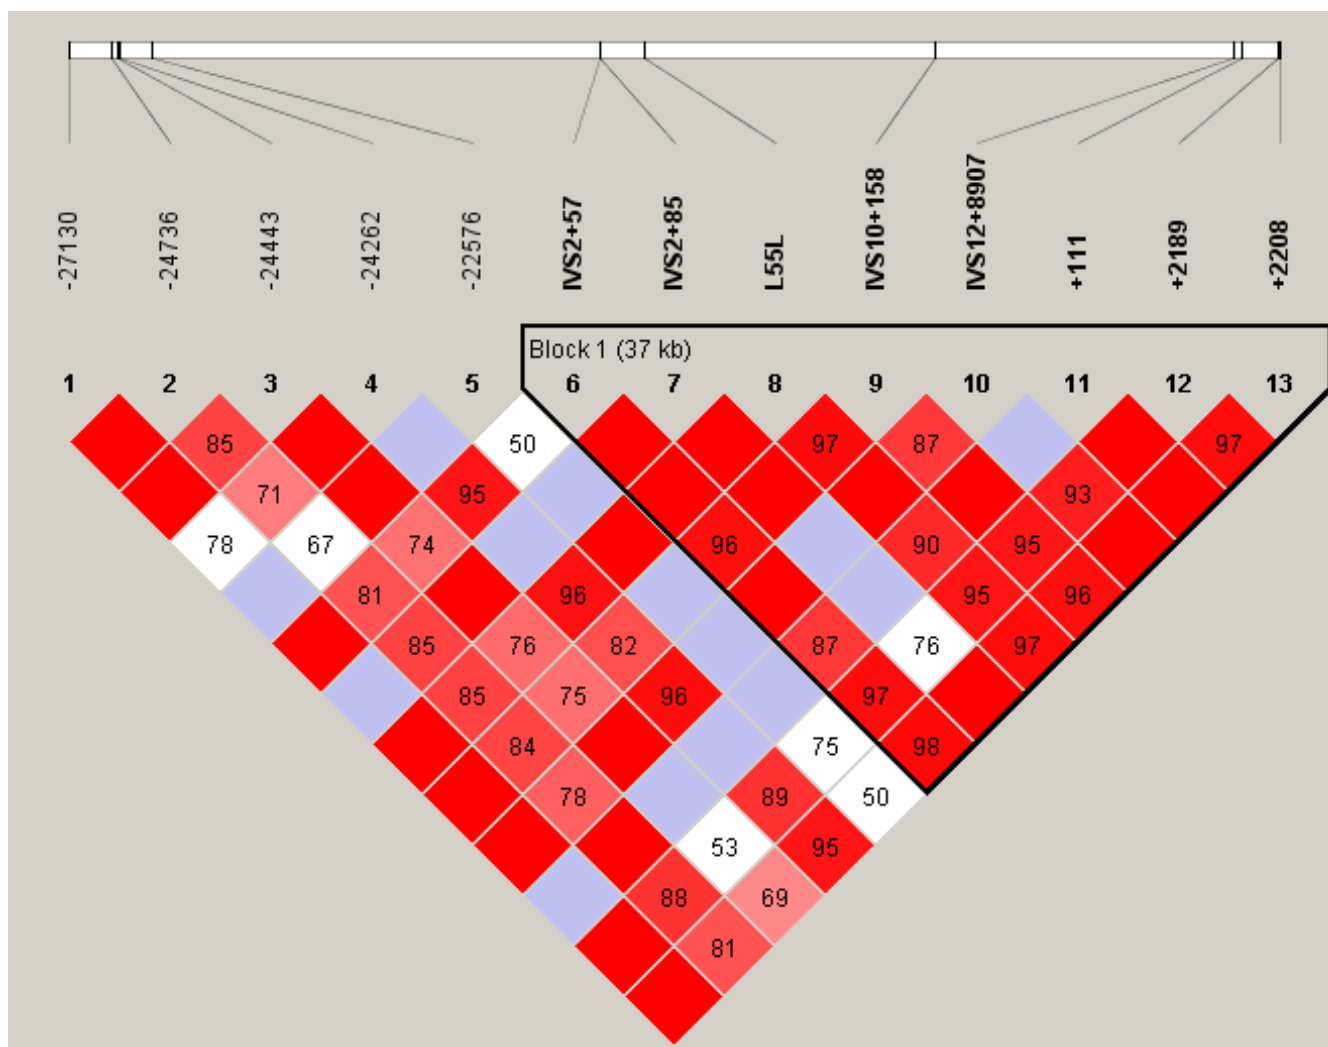 -27130 -24736 -24443 -24262 -22576 IVS2+57 IVS2+85 L55L IVS10+158 IVS12+8907 +111 +2189 +2208
Block 1 (37 kb)
1 2 3 4 5 6 7 8 9 10 11 12 13
85 50 97 87 97
71 95 93
78 67 74 96 90 95
81 96 95 96
85 76 82 87 76 97
85 75 96 97
84 75 98
78 89 50
53 95
88 69
81